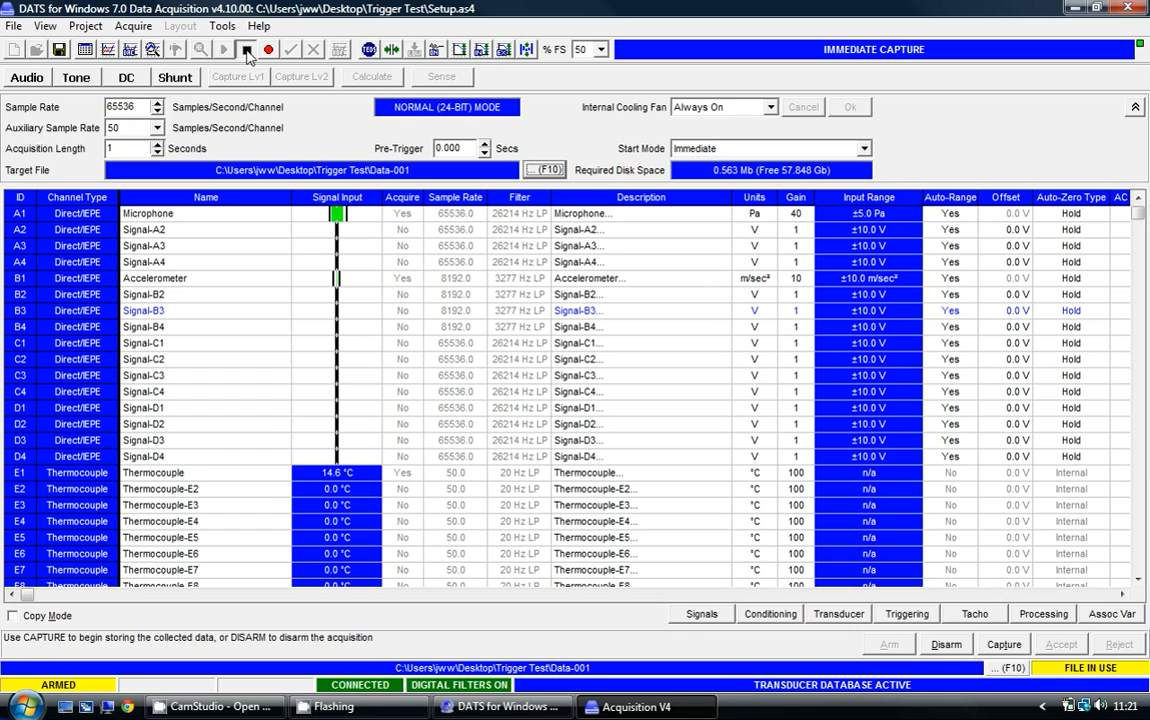 DATS for Windows 7.0 Data Acquisition v4.10.00: C:\Users\jww\Desktop\Trigger Test\Setup.as4
File View Project Acquire Layout Tools Help
TEDS % FS 50 IMMEDIATE CAPTURE
Audio Tone DC Shunt Capture Lv1 Capture Lv2 Calculate Sense
Sample Rate 65536 Samples/Second/Channel NORMAL (24-BIT) MODE Internal Cooling Fan Always On Cancel Ok
Auxiliary Sample Rate 50 Samples/Second/Channel
Acquisition Length 1 Seconds Pre-Trigger 0.000 Secs Start Mode Immediate
Target File C:\Users\jww\Desktop\Trigger Test\Data-001 ... (F10) Required Disk Space 0.563 Mb (Free 57.848 Gb)
ID Channel Type Name Signal Input Acquire Sample Rate Filter Description Units Gain Input Range Auto-Range Offset Auto-Zero Type AC
A1 Direct/IEPE Microphone Yes 65536.0 26214 Hz LP Microphone... Pa 40 ±5.0 Pa Yes 0.0 V Hold
A2 Direct/IEPE Signal-A2 No 65536.0 26214 Hz LP Signal-A2... V 1 ±10.0 V Yes 0.0 V Hold
A3 Direct/IEPE Signal-A3 No 65536.0 26214 Hz LP Signal-A3... V 1 ±10.0 V Yes 0.0 V Hold
A4 Direct/IEPE Signal-A4 No 65536.0 26214 Hz LP Signal-A4... V 1 ±10.0 V Yes 0.0 V Hold
B1 Direct/IEPE Accelerometer Yes 8192.0 3277 Hz LP Accelerometer... m/sec² 10 ±10.0 m/sec² Yes 0.0 V Hold
B2 Direct/IEPE Signal-B2 No 8192.0 3277 Hz LP Signal-B2... V 1 ±10.0 V Yes 0.0 V Hold
B3 Direct/IEPE Signal-B3 No 8192.0 3277 Hz LP Signal-B3... V 1 ±10.0 V Yes 0.0 V Hold
B4 Direct/IEPE Signal-B4 No 8192.0 3277 Hz LP Signal-B4... V 1 ±10.0 V Yes 0.0 V Hold
C1 Direct/IEPE Signal-C1 No 65536.0 26214 Hz LP Signal-C1... V 1 ±10.0 V Yes 0.0 V Hold
C2 Direct/IEPE Signal-C2 No 65536.0 26214 Hz LP Signal-C2... V 1 ±10.0 V Yes 0.0 V Hold
C3 Direct/IEPE Signal-C3 No 65536.0 26214 Hz LP Signal-C3... V 1 ±10.0 V Yes 0.0 V Hold
C4 Direct/IEPE Signal-C4 No 65536.0 26214 Hz LP Signal-C4... V 1 ±10.0 V Yes 0.0 V Hold
D1 Direct/IEPE Signal-D1 No 65536.0 26214 Hz LP Signal-D1... V 1 ±10.0 V Yes 0.0 V Hold
D2 Direct/IEPE Signal-D2 No 65536.0 26214 Hz LP Signal-D2... V 1 ±10.0 V Yes 0.0 V Hold
D3 Direct/IEPE Signal-D3 No 65536.0 26214 Hz LP Signal-D3... V 1 ±10.0 V Yes 0.0 V Hold
D4 Direct/IEPE Signal-D4 No 65536.0 26214 Hz LP Signal-D4... V 1 ±10.0 V Yes 0.0 V Hold
E1 Thermocouple Thermocouple 14.6 °C Yes 50.0 20 Hz LP Thermocouple... °C 100 n/a No 0.0 V Internal
E2 Thermocouple Thermocouple-E2 0.0 °C No 50.0 20 Hz LP Thermocouple-E2... °C 100 n/a No 0.0 V Internal
E3 Thermocouple Thermocouple-E3 0.0 °C No 50.0 20 Hz LP Thermocouple-E3... °C 100 n/a No 0.0 V Internal
E4 Thermocouple Thermocouple-E4 0.0 °C No 50.0 20 Hz LP Thermocouple-E4... °C 100 n/a No 0.0 V Internal
E5 Thermocouple Thermocouple-E5 0.0 °C No 50.0 20 Hz LP Thermocouple-E5... °C 100 n/a No 0.0 V Internal
E6 Thermocouple Thermocouple-E6 0.0 °C No 50.0 20 Hz LP Thermocouple-E6... °C 100 n/a No 0.0 V Internal
E7 Thermocouple Thermocouple-E7 0.0 °C No 50.0 20 Hz LP Thermocouple-E7... °C 100 n/a No 0.0 V Internal
E8 Thermocouple Thermocouple-E8 0.0 °C No 50.0 20 Hz LP Thermocouple-E8... °C 100 n/a No 0.0 V Internal
Copy Mode Signals Conditioning Transducer Triggering Tacho Processing Assoc Var
Use CAPTURE to begin storing the collected data, or DISARM to disarm the acquisition
Arm Disarm Capture Accept Reject
C:\Users\jww\Desktop\Trigger Test\Data-001 ... (F10) FILE IN USE
ARMED CONNECTED DIGITAL FILTERS ON TRANSDUCER DATABASE ACTIVE
CamStudio - Open ... Flashing DATS for Windows ... Acquisition V4 11:21